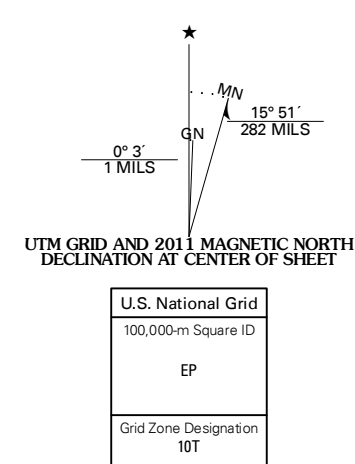 ★
MN
15° 51´
282 MILS
GN
0° 3´
1 MILS
UTM GRID AND 2011 MAGNETIC NORTH
DECLINATION AT CENTER OF SHEET
U.S. National Grid
100,000-m Square ID
EP
Grid Zone Designation
10T